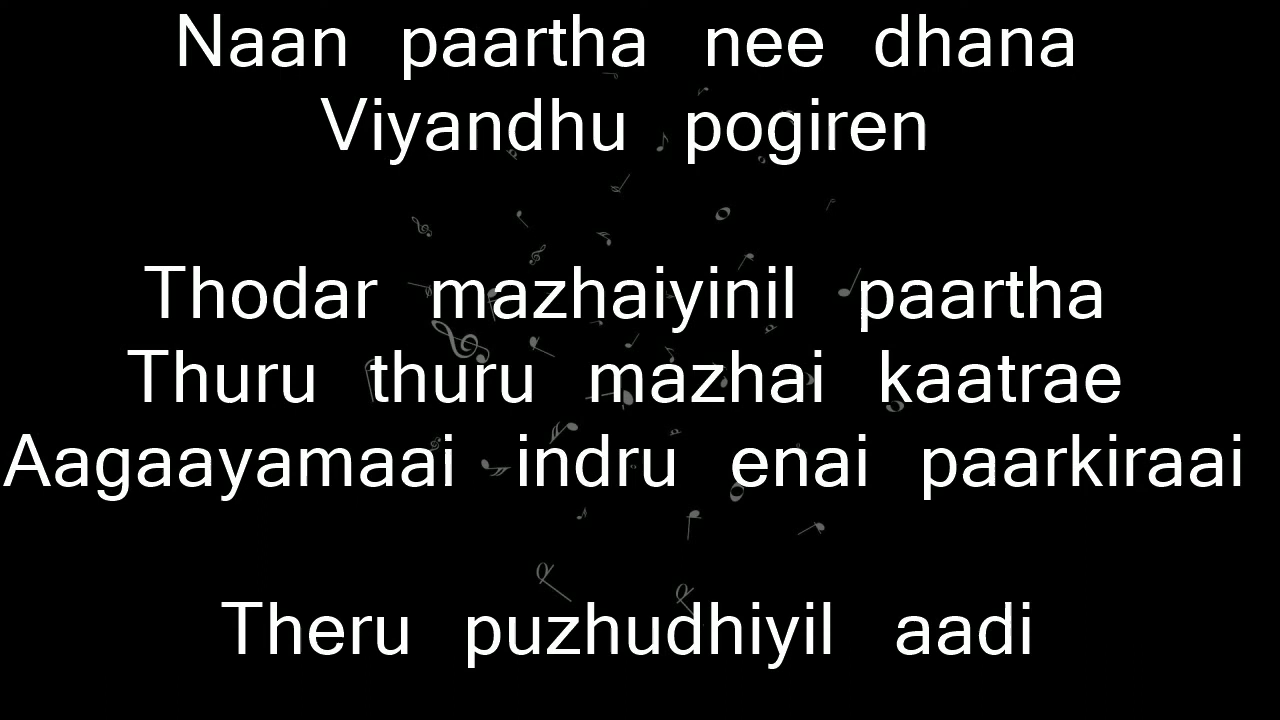 Naan paartha nee dhana
Viyandhu pogiren
Thodar mazhaiyinil paartha
Thuru thuru mazhai kaatrae
Aagaayamaai indru enai paarkiraai
Theru puzhudhiyil aadi